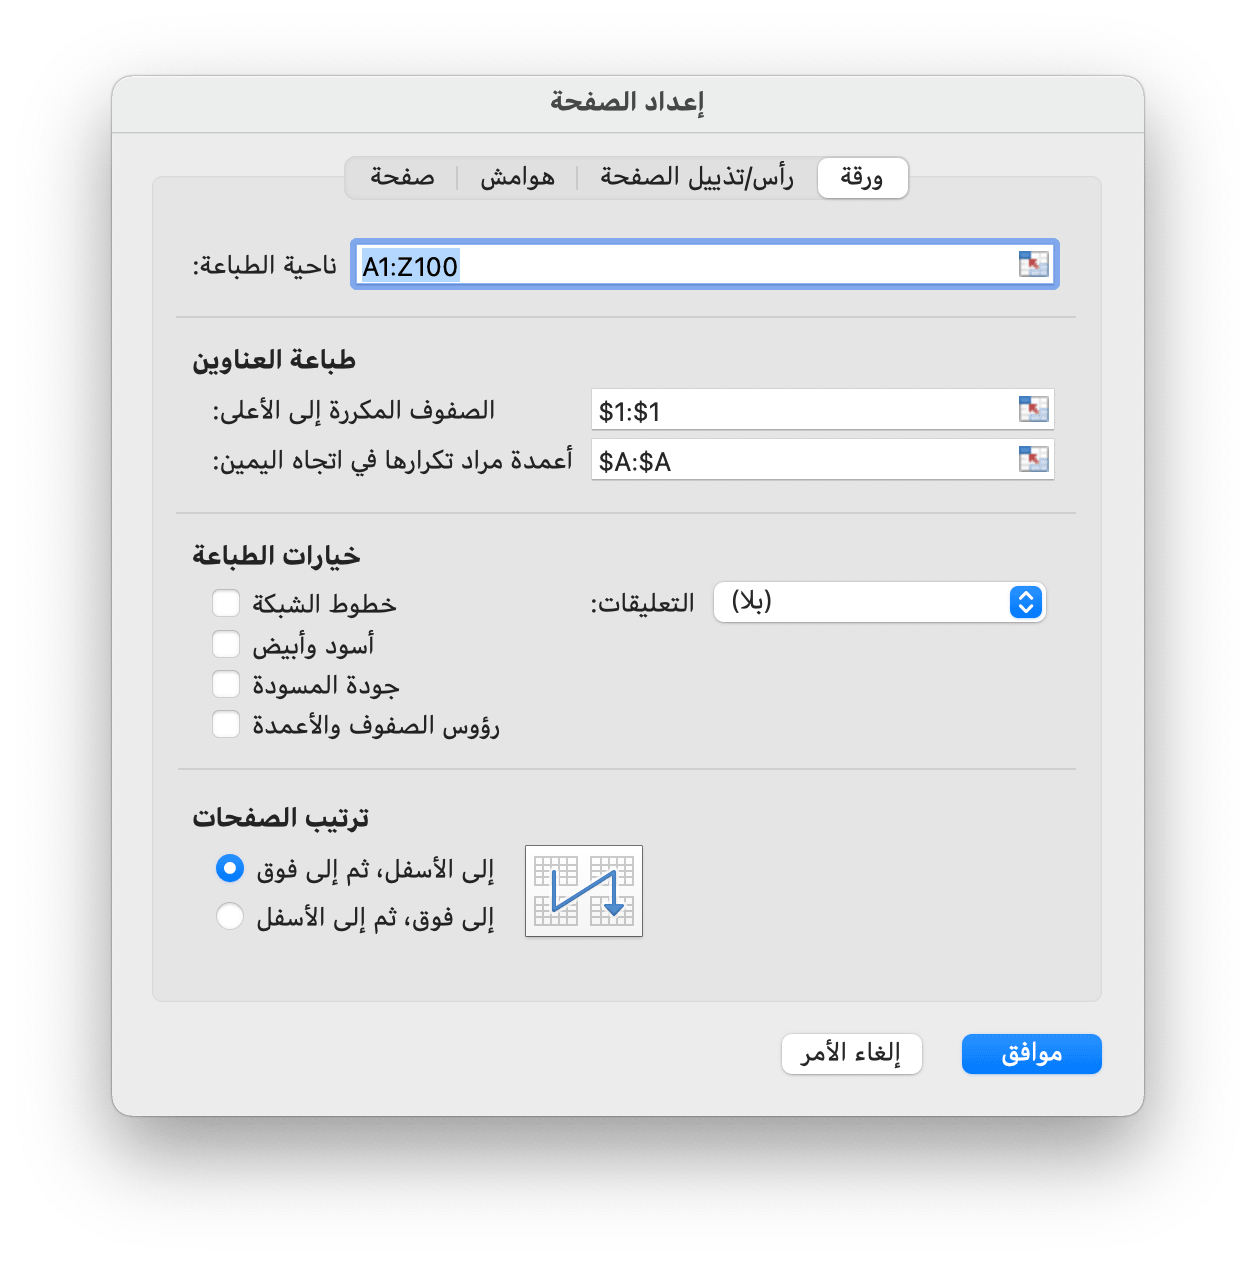 إعداد الصفحة
صفحة
هوامش
رأس/تذييل الصفحة
ورقة
ناحية الطباعة:
A1:Z100
طباعة العناوين
الصفوف المكررة إلى الأعلى:
$1:$1
أعمدة مراد تكرارها في اتجاه اليمين:
$A:$A
خيارات الطباعة
خطوط الشبكة
التعليقات:
(بلا)
أسود وأبيض
جودة المسودة
رؤوس الصفوف والأعمدة
ترتيب الصفحات
إلى الأسفل، ثم إلى فوق
إلى فوق، ثم إلى الأسفل
إلغاء الأمر
موافق